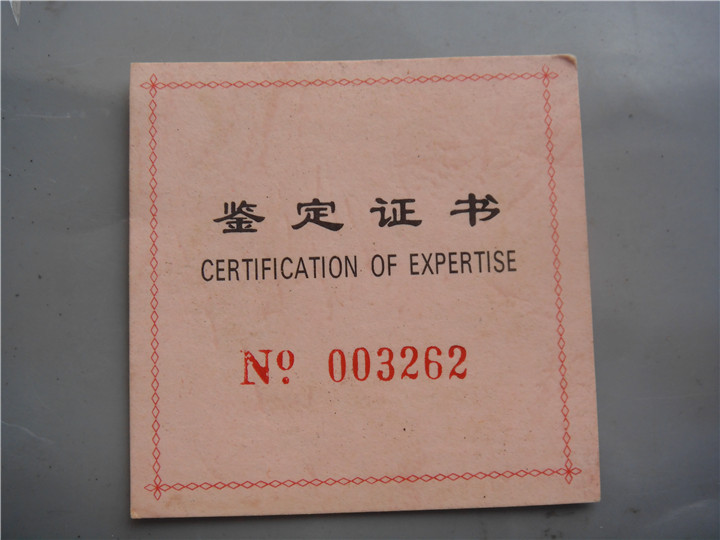 鉴定证书
CERTIFICATION OF EXPERTISE
Nº 003262